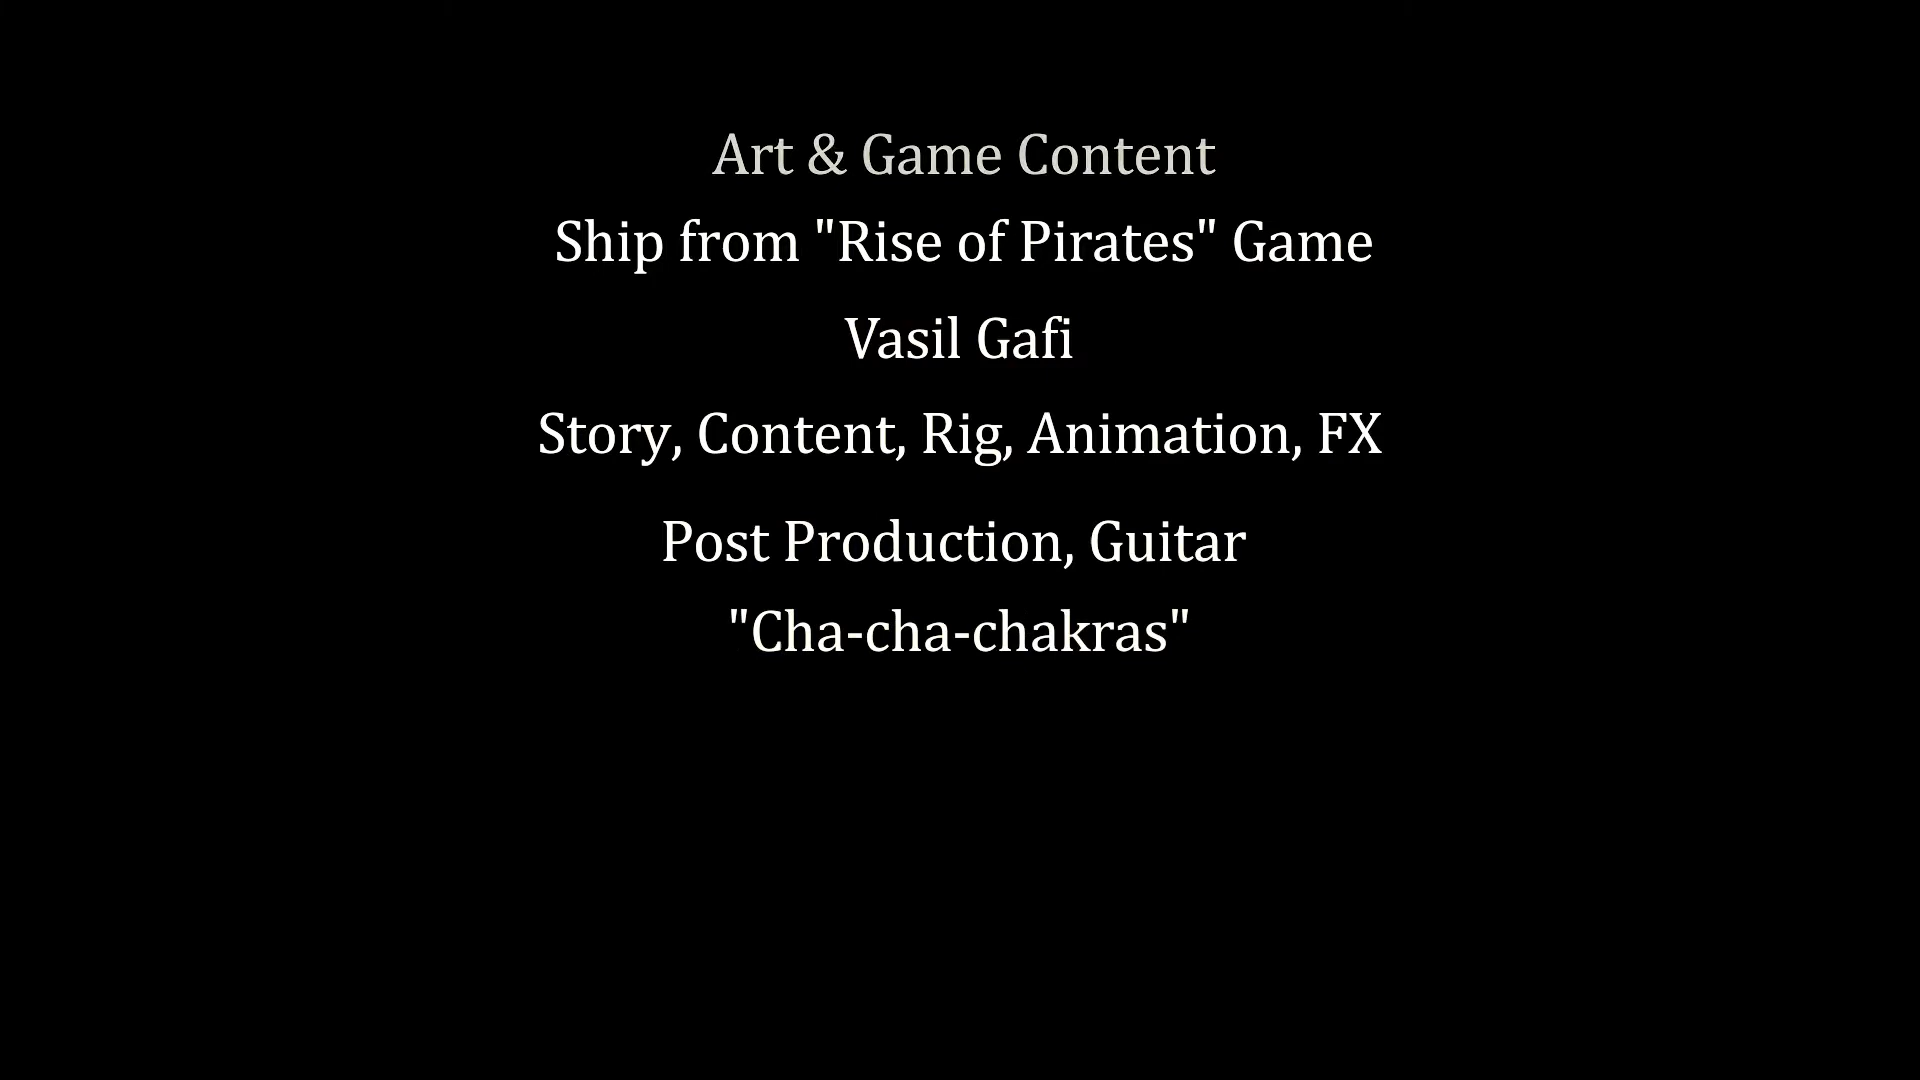 Art & Game Content
Ship from "Rise of Pirates" Game
Vasil Gafi
Story, Content, Rig, Animation, FX
Post Production, Guitar
"Cha-cha-chakras"